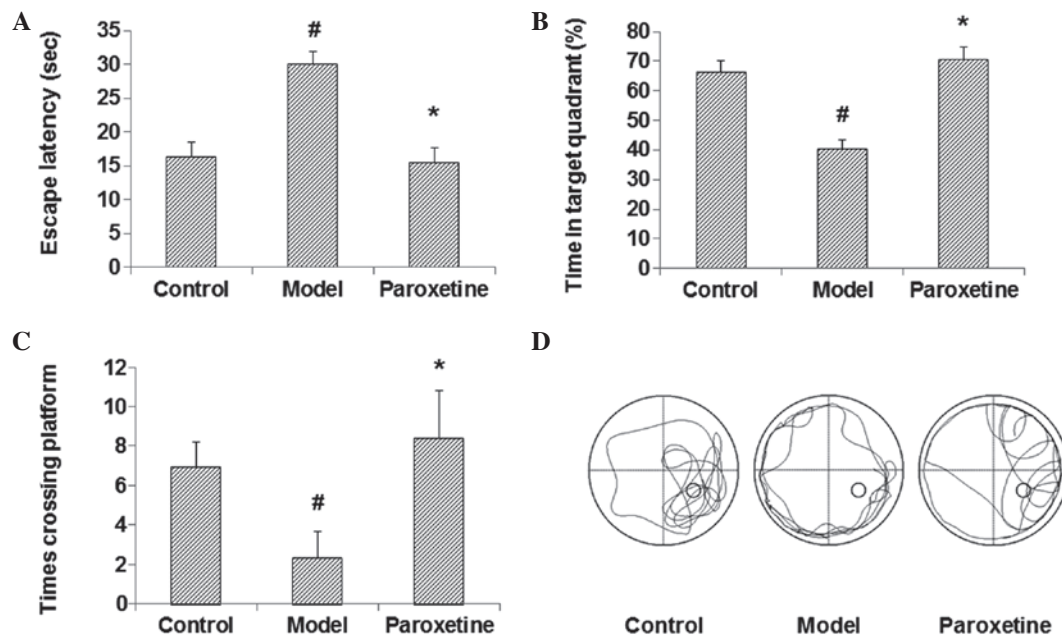 A
Escape latency (sec)
35
30
25
20
15
10
5
0
#
*
Control Model Paroxetine
B
Time in target quadrant (%)
80
70
60
50
40
30
20
10
0
#
*
Control Model Paroxetine
C
Times crossing platform
12
10
8
6
4
2
0
#
*
Control Model Paroxetine
D
Control Model Paroxetine